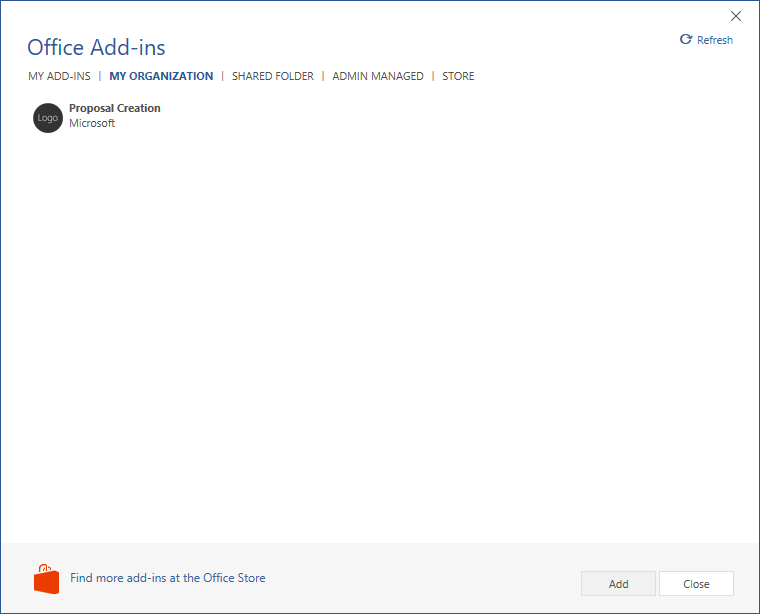 Office Add-ins
Refresh
MY ADD-INS | MY ORGANIZATION | SHARED FOLDER | ADMIN MANAGED | STORE
Logo
Proposal Creation
Microsoft
Find more add-ins at the Office Store
Add
Close